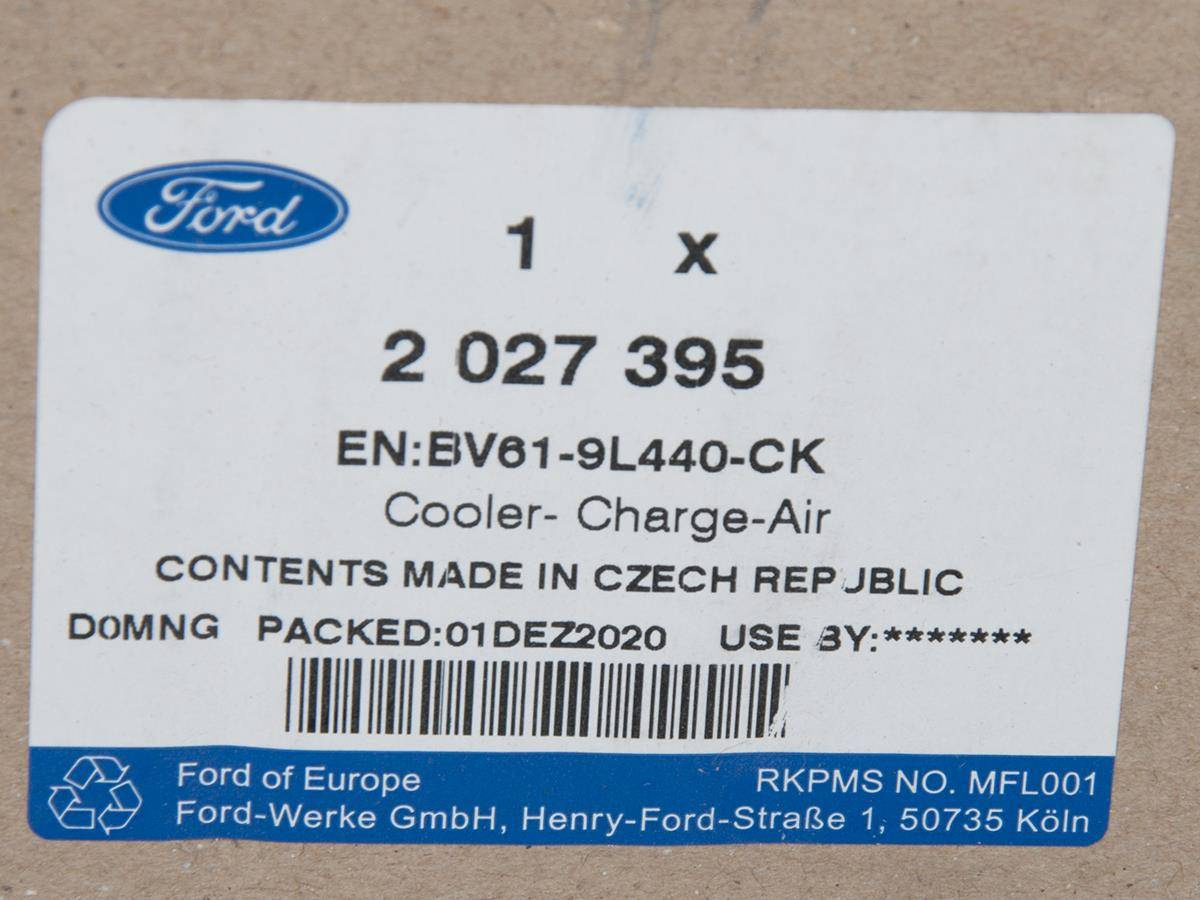 Ford
1 x
2 027 395
EN:BV61-9L440-CK
Cooler- Charge-Air
CONTENTS MADE IN CZECH REPUBLIC
D0MNG PACKED:01DEZ2020 USE BY:*******
Ford of Europe RKPMS NO. MFL001
Ford-Werke GmbH, Henry-Ford-Straße 1, 50735 Köln